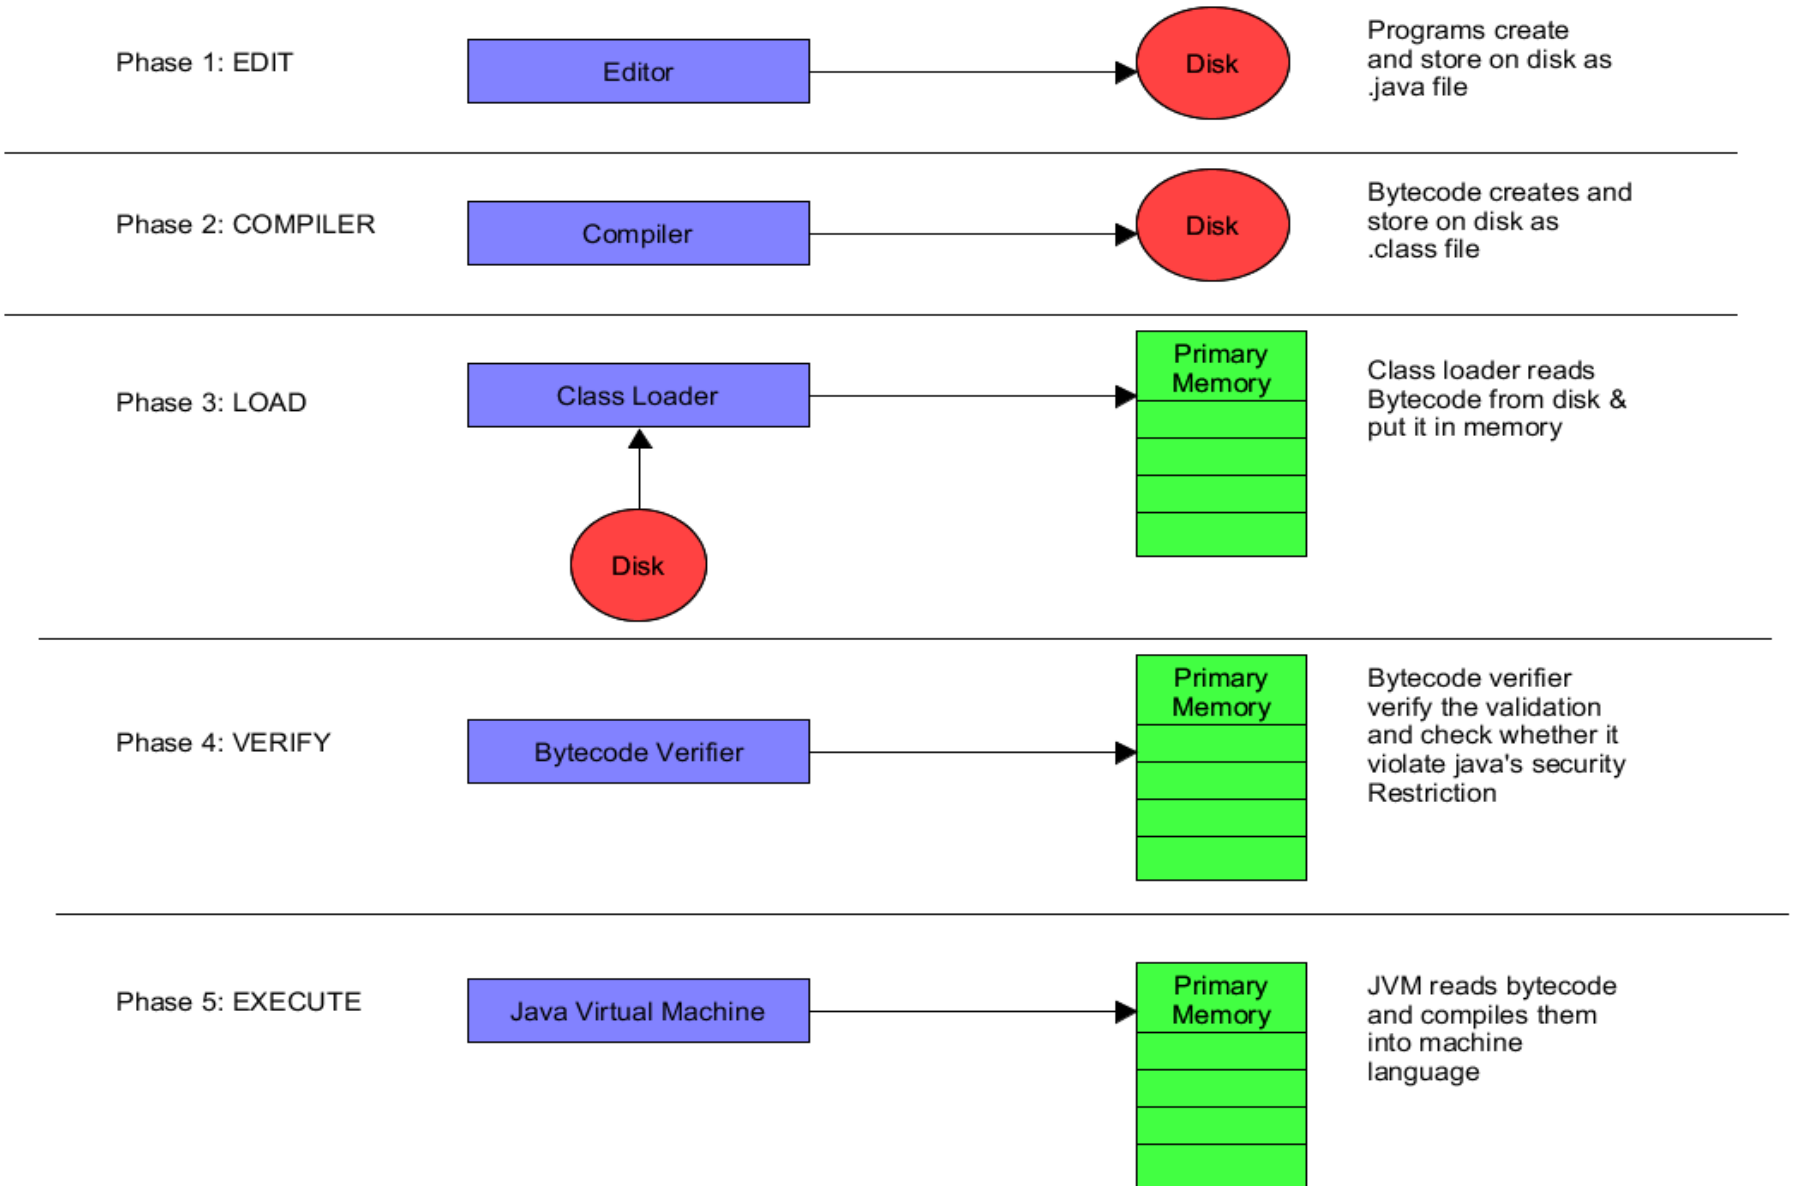 Phase 1: EDIT
Editor
Disk
Programs create
and store on disk as
.java file
Phase 2: COMPILER
Compiler
Disk
Bytecode creates and
store on disk as
.class file
Phase 3: LOAD
Class Loader
Disk
Primary
Memory
Class loader reads
Bytecode from disk &
put it in memory
Phase 4: VERIFY
Bytecode Verifier
Primary
Memory
Bytecode verifier
verify the validation
and check whether it
violate java's security
Restriction
Phase 5: EXECUTE
Java Virtual Machine
Primary
Memory
JVM reads bytecode
and compiles them
into machine
language